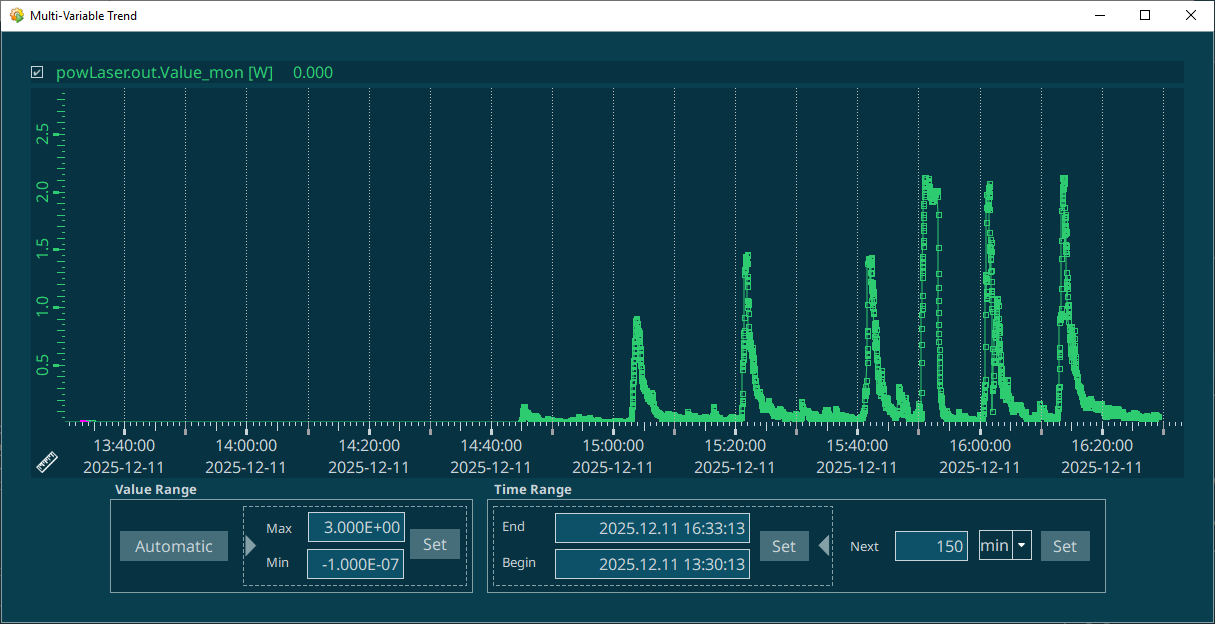 Multi-Variable Trend
powLaser.out.Value_mon [W] 0.000
2.5
2.0
1.5
1.0
0.5
13:40:00 14:00:00 14:20:00 14:40:00 15:00:00 15:20:00 15:40:00 16:00:00 16:20:00
2025-12-11 2025-12-11 2025-12-11 2025-12-11 2025-12-11 2025-12-11 2025-12-11 2025-12-11 2025-12-11
Value Range
Automatic
Max 3.000E+00
Min -1.000E-07
Set
Time Range
End 2025.12.11 16:33:13
Begin 2025.12.11 13:30:13
Set
Next 150 min Set